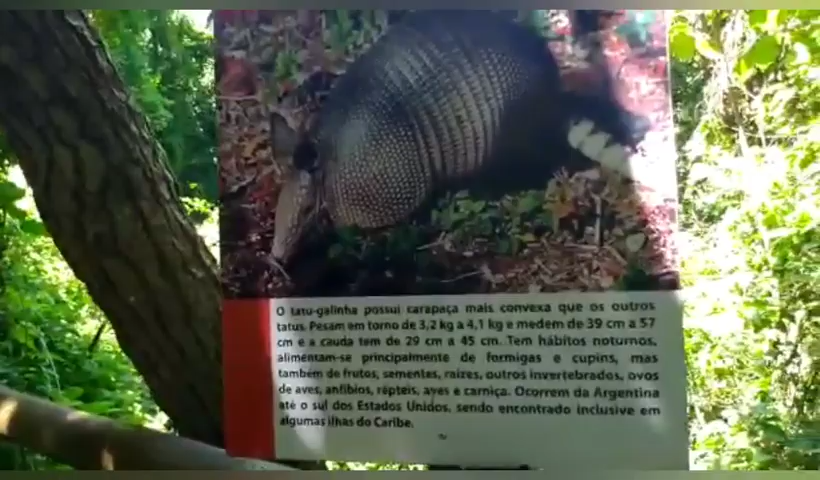 O tatu-galinha possui carapaça mais convexa que os outros
tatus. Pesam em torno de 3,2 kg a 4,1 kg e medem de 39 cm a 57
cm e a cauda tem de 29 cm a 45 cm. Tem hábitos noturnos,
alimentam-se principalmente de formigas e cupins, mas
também de frutos, sementes, raízes, outros invertebrados, ovos
de aves, anfíbios, répteis, aves e carniça. Ocorrem da Argentina
até o sul dos Estados Unidos, sendo encontrado inclusive em
algumas ilhas do Caribe.